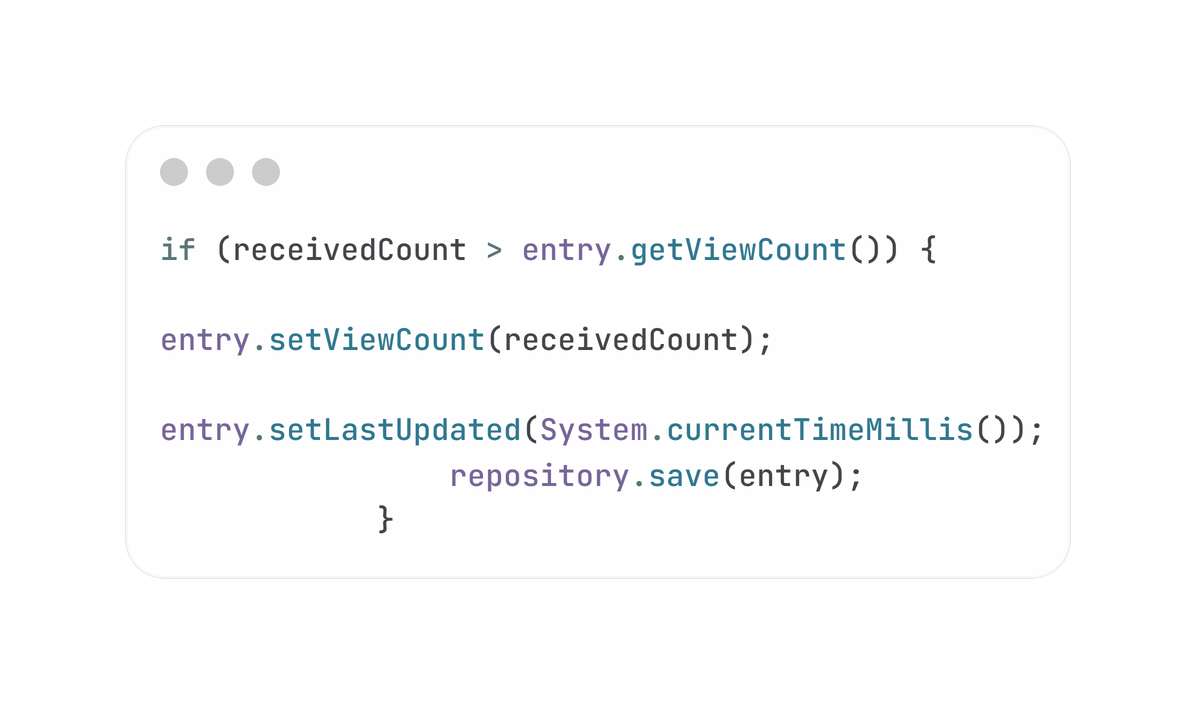 if (receivedCount > entry.getViewCount()) {
entry.setViewCount(receivedCount);
entry.setLastUpdated(System.currentTimeMillis());
repository.save(entry);
}